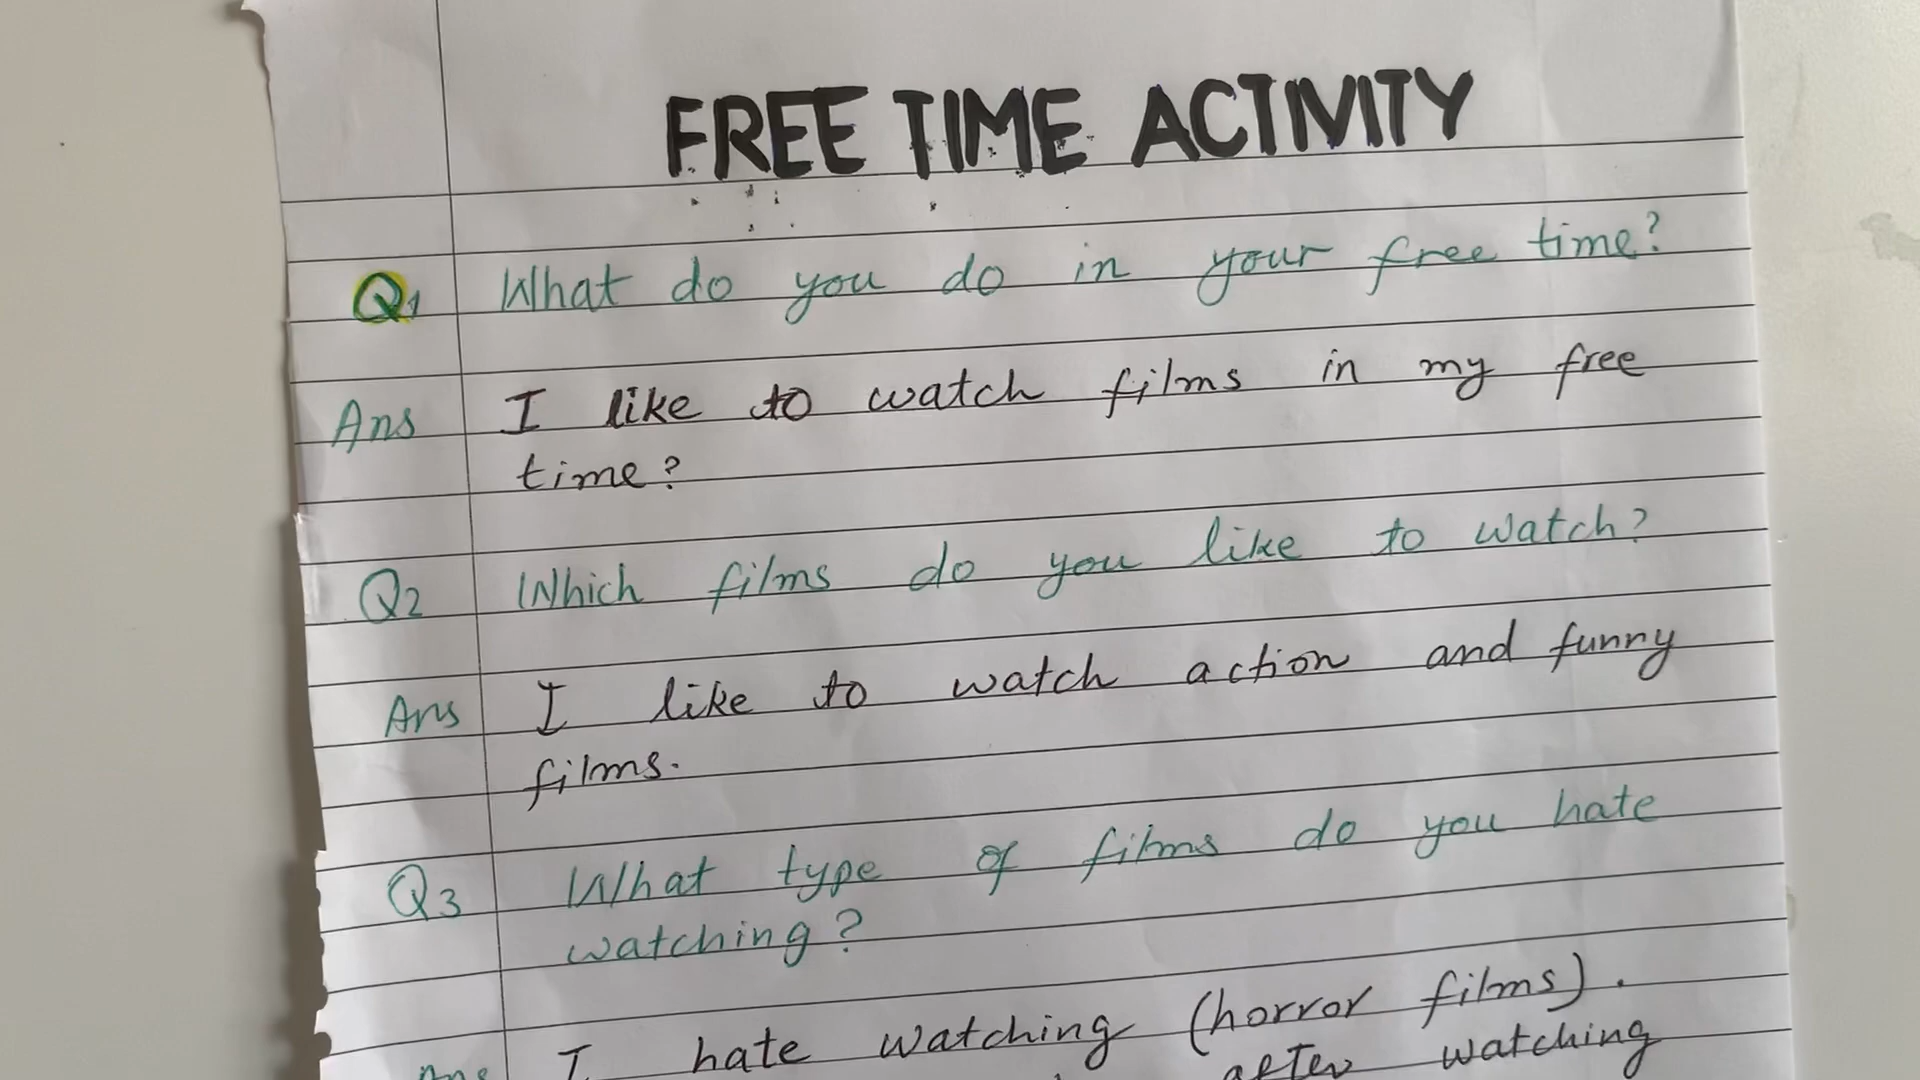 FREE TIME ACTIVITY
Q1 What do you do in your free time?
Ans I like to watch films in my free
time?
Q2 Which films do you like to watch?
Ans I like to watch action and funny
films.
Q3 What type of films do you hate
watching?
Ans I hate watching (horror films).
after watching